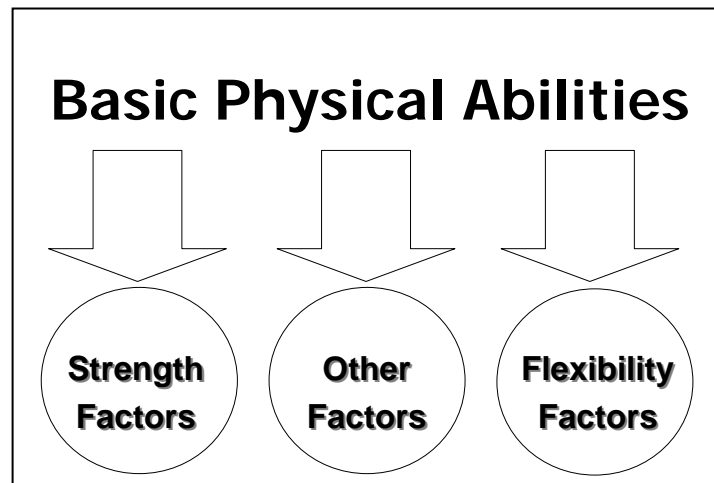 Basic Physical Abilities
Strength
Factors
Other
Factors
Flexibility
Factors